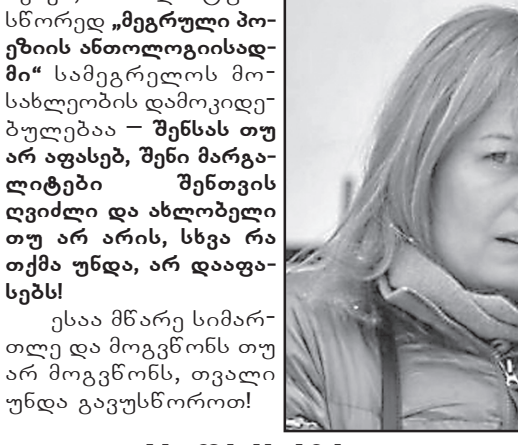 სწორედ „მეგრული პო-
ეზიის ანთოლოგიისად-
მი“ სამეგრელოს მო-
სახლეობის დამოკიდე-
ბულებაა – შენსას თუ
არ აფასებ, შენი მარგა-
ლიტები შენთვის
ღვიძლი და ახლობელი
თუ არ არის, სხვა რა
თქმა უნდა, არ დააფა-
სებს!
ესაა მწარე სიმარ-
თლე და მოგვწონს თუ
არ მოგვწონს, თვალი
უნდა გავუსწოროთ!